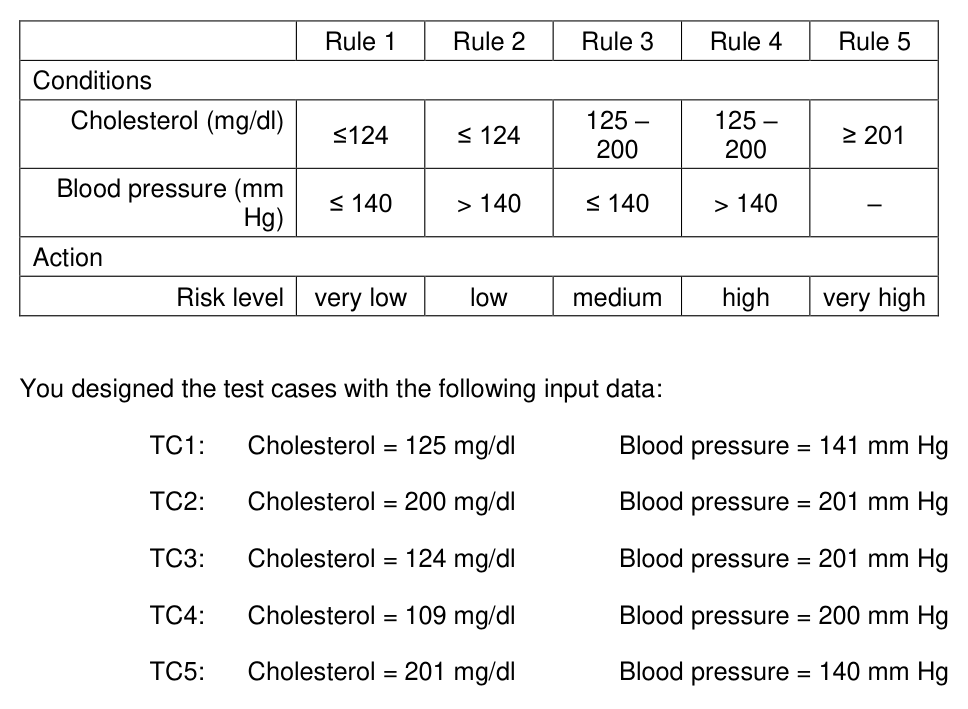 Rule 1 Rule 2 Rule 3 Rule 4 Rule 5
Conditions
Cholesterol (mg/dl) ≤124 ≤ 124 125 – 200 125 – 200 ≥ 201
Blood pressure (mm Hg) ≤ 140 > 140 ≤ 140 > 140 –
Action
Risk level very low low medium high very high
You designed the test cases with the following input data:
TC1: Cholesterol = 125 mg/dl Blood pressure = 141 mm Hg
TC2: Cholesterol = 200 mg/dl Blood pressure = 201 mm Hg
TC3: Cholesterol = 124 mg/dl Blood pressure = 201 mm Hg
TC4: Cholesterol = 109 mg/dl Blood pressure = 200 mm Hg
TC5: Cholesterol = 201 mg/dl Blood pressure = 140 mm Hg